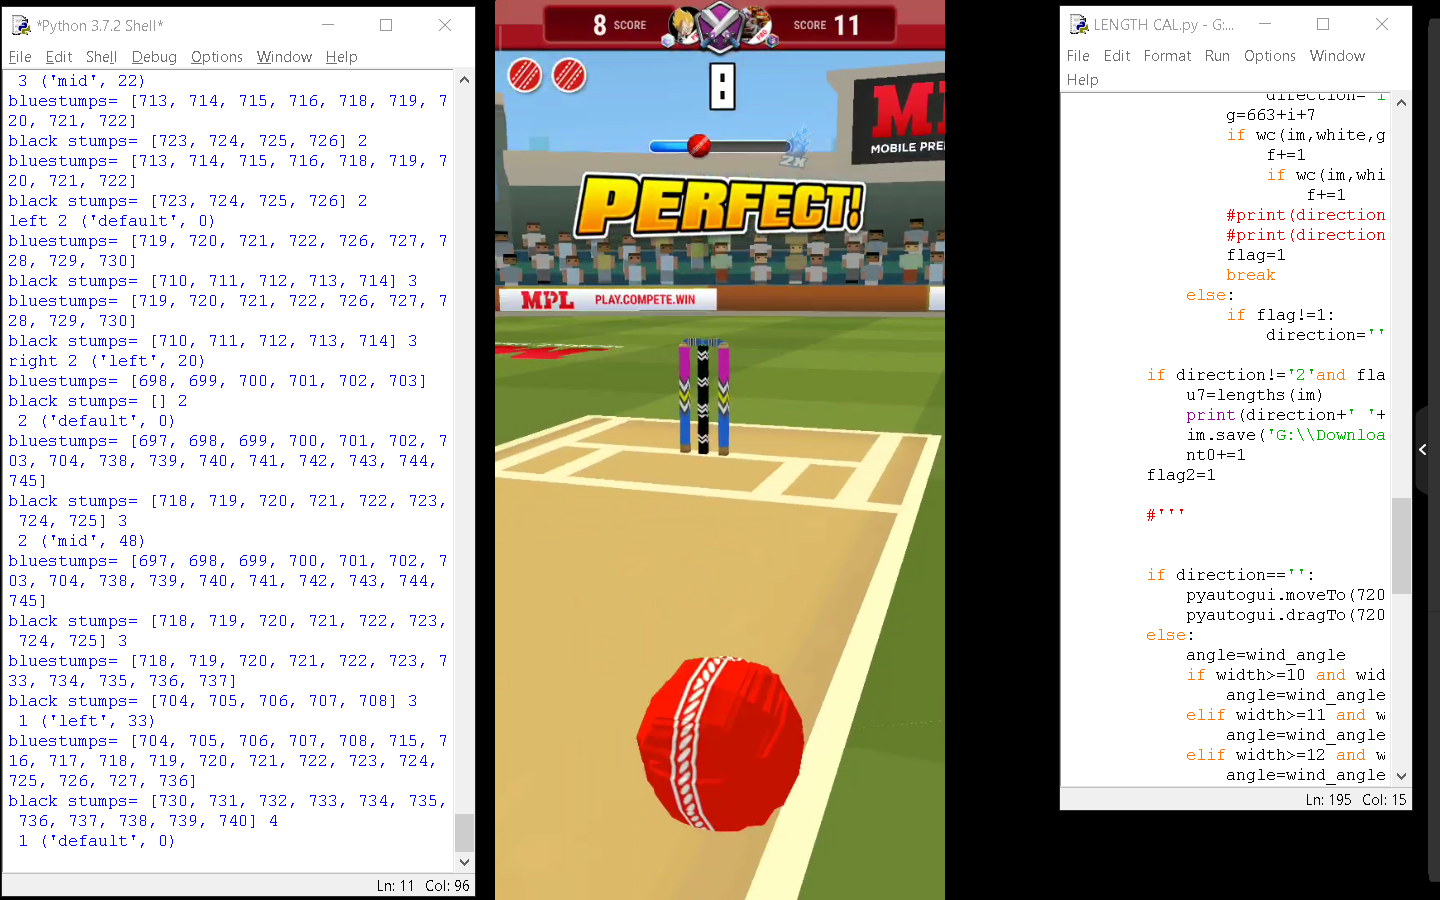 *Python 3.7.2 Shell*
File Edit Shell Debug Options Window Help
3 ('mid', 22)
bluestumps= [713, 714, 715, 716, 718, 719, 7
20, 721, 722]
black stumps= [723, 724, 725, 726] 2
bluestumps= [713, 714, 715, 716, 718, 719, 7
20, 721, 722]
black stumps= [723, 724, 725, 726] 2
left 2 ('default', 0)
bluestumps= [719, 720, 721, 722, 726, 727, 7
28, 729, 730]
black stumps= [710, 711, 712, 713, 714] 3
bluestumps= [719, 720, 721, 722, 726, 727, 7
28, 729, 730]
black stumps= [710, 711, 712, 713, 714] 3
right 2 ('left', 20)
bluestumps= [698, 699, 700, 701, 702, 703]
black stumps= [] 2
2 ('default', 0)
bluestumps= [697, 698, 699, 700, 701, 702, 7
03, 704, 738, 739, 740, 741, 742, 743, 744,
745]
black stumps= [718, 719, 720, 721, 722, 723,
724, 725] 3
2 ('mid', 48)
bluestumps= [697, 698, 699, 700, 701, 702, 7
03, 704, 738, 739, 740, 741, 742, 743, 744,
745]
black stumps= [718, 719, 720, 721, 722, 723,
724, 725] 3
bluestumps= [718, 719, 720, 721, 722, 723, 7
33, 734, 735, 736, 737]
black stumps= [704, 705, 706, 707, 708] 3
1 ('left', 33)
bluestumps= [704, 705, 706, 707, 708, 715, 7
16, 717, 718, 719, 720, 721, 722, 723, 724,
725, 726, 727, 736]
black stumps= [730, 731, 732, 733, 734, 735,
736, 737, 738, 739, 740] 4
1 ('default', 0)
Ln: 11 Col: 96
8 SCORE SCORE 11
8
2X
MPL
MOBILE PRE
PERFECT!
MPL PLAY.COMPETE.WIN
LENGTH CAL.py - G:...
File Edit Format Run Options Window
Help
direction='i
g=663+i+7
if wc(im,white,g
f+=1
if wc(im,whi
f+=1
#print(direction
#print(direction
flag=1
break
else:
if flag!=1:
direction=''
if direction!='2'and fla
u7=lengths(im)
print(direction+' '+
im.save('G:\\Downloa
nt0+=1
flag2=1
#'''
if direction=='':
pyautogui.moveTo(720
pyautogui.dragTo(720
else:
angle=wind_angle
if width>=10 and wid
angle=wind_angle
elif width>=11 and w
angle=wind_angle
elif width>=12 and w
angle=wind_angle
Ln: 195 Col: 15